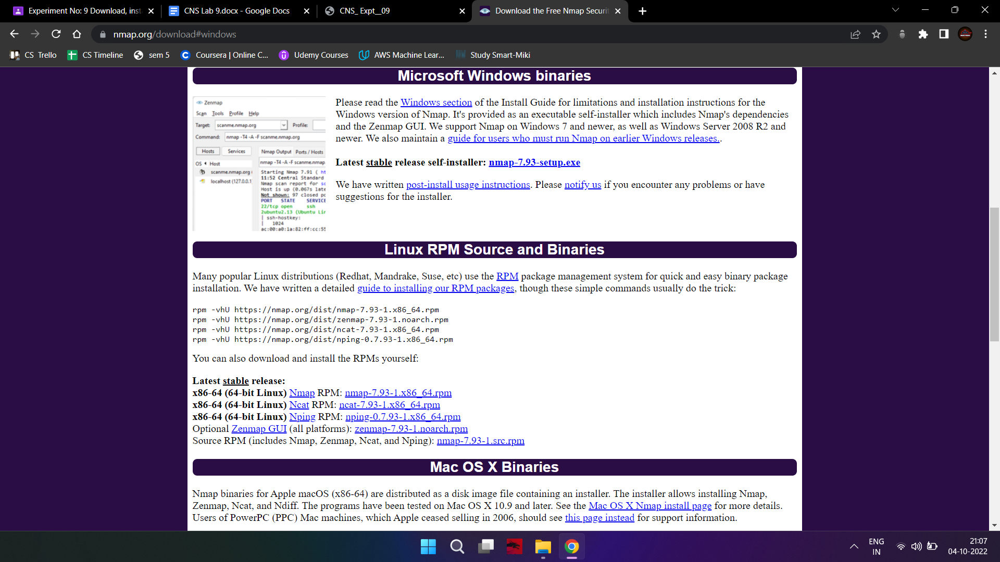 Experiment No: 9 Download, inst
CNS Lab 9.docx - Google Docs
CNS_ Expt__09
Download the Free Nmap Securit
nmap.org/download#windows
CS Trello
CS Timeline
sem 5
Coursera | Online C...
Udemy Courses
AWS Machine Lear...
Study Smart-Miki
Microsoft Windows binaries
Zenmap
Scan Tools Profile Help
Target: scanme.nmap.org Profile:
Command: nmap -T4 -A -F scanme.nmap.org
Hosts Services Nmap Output Ports / Hosts
OS Host nmap -T4 -A -F scanme.nmap.
scanme.nmap.org
localhost (127.0.0.1
Starting Nmap 7.91 ( ht
11:52 Central Standard
Nmap scan report for sc
Host is up (0.067s late
Not shown: 97 closed po
PORT STATE SERVICE
22/tcp open ssh
2ubuntu2.13 (Ubuntu Lin
| ssh-hostkey:
| 1024
ac:00:a0:1a:82:ff:cc:55
Please read the Windows section of the Install Guide for limitations and installation instructions for the
Windows version of Nmap. It's provided as an executable self-installer which includes Nmap's dependencies
and the Zenmap GUI. We support Nmap on Windows 7 and newer, as well as Windows Server 2008 R2 and
newer. We also maintain a guide for users who must run Nmap on earlier Windows releases..
Latest stable release self-installer: nmap-7.93-setup.exe
We have written post-install usage instructions. Please notify us if you encounter any problems or have
suggestions for the installer.
Linux RPM Source and Binaries
Many popular Linux distributions (Redhat, Mandrake, Suse, etc) use the RPM package management system for quick and easy binary package
installation. We have written a detailed guide to installing our RPM packages, though these simple commands usually do the trick:
rpm -vhU https://nmap.org/dist/nmap-7.93-1.x86_64.rpm
rpm -vhU https://nmap.org/dist/zenmap-7.93-1.noarch.rpm
rpm -vhU https://nmap.org/dist/ncat-7.93-1.x86_64.rpm
rpm -vhU https://nmap.org/dist/nping-0.7.93-1.x86_64.rpm
You can also download and install the RPMs yourself:
Latest stable release:
x86-64 (64-bit Linux) Nmap RPM: nmap-7.93-1.x86_64.rpm
x86-64 (64-bit Linux) Ncat RPM: ncat-7.93-1.x86_64.rpm
x86-64 (64-bit Linux) Nping RPM: nping-0.7.93-1.x86_64.rpm
Optional Zenmap GUI (all platforms): zenmap-7.93-1.noarch.rpm
Source RPM (includes Nmap, Zenmap, Ncat, and Nping): nmap-7.93-1.src.rpm
Mac OS X Binaries
Nmap binaries for Apple macOS (x86-64) are distributed as a disk image file containing an installer. The installer allows installing Nmap,
Zenmap, Ncat, and Ndiff. The programs have been tested on Mac OS X 10.9 and later. See the Mac OS X Nmap install page for more details.
Users of PowerPC (PPC) Mac machines, which Apple ceased selling in 2006, should see this page instead for support information.
ENG
IN
21:07
04-10-2022